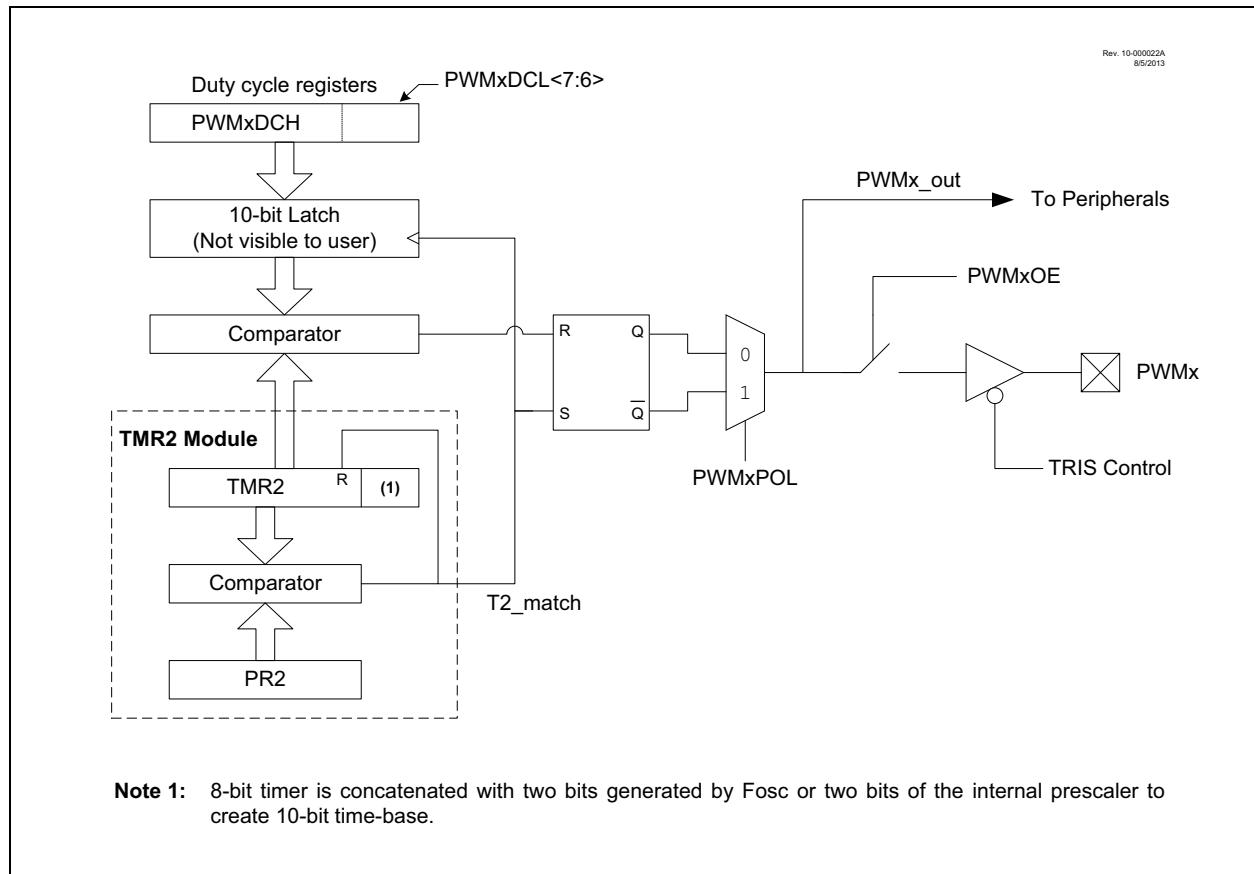 Rev. 10-000022A
8/5/2013
Duty cycle registers
PWMxDCL<7:6>
PWMxDCH
10-bit Latch
(Not visible to user)
Comparator
PWMx_out
To Peripherals
PWMxOE
R
Q
S
Q̅
0
1
PWMxPOL
PWMx
TRIS Control
TMR2 Module
TMR2
R
(1)
Comparator
T2_match
PR2
Note 1: 8-bit timer is concatenated with two bits generated by Fosc or two bits of the internal prescaler to
create 10-bit time-base.